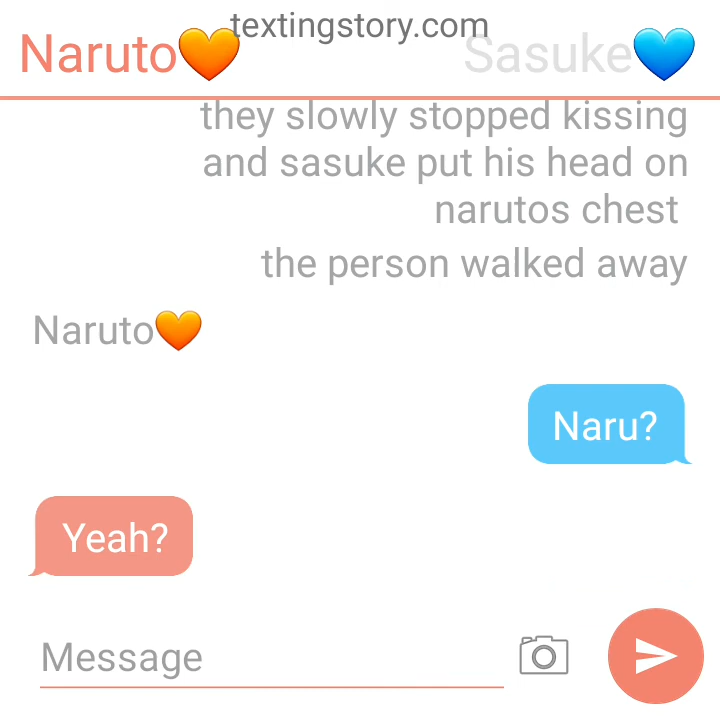 textingstory.com
Naruto🧡
Sasuke💙
they slowly stopped kissing
and sasuke put his head on
narutos chest
the person walked away
Naruto🧡
Naru?
Yeah?
Message